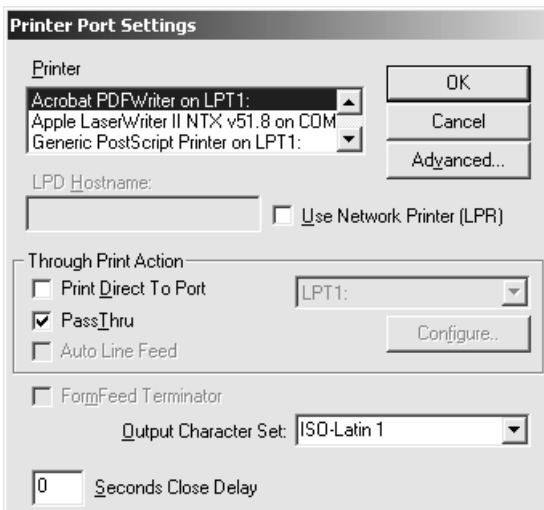 Printer Port Settings
Printer
Acrobat PDFWriter on LPT1:
Apple LaserWriter II NTX v51.8 on COM
Generic PostScript Printer on LPT1:
OK
Cancel
Advanced...
LPD Hostname:
Use Network Printer (LPR)
Through Print Action
Print Direct To Port
LPT1:
PassThru
Configure..
Auto Line Feed
FormFeed Terminator
Output Character Set: ISO-Latin 1
0 Seconds Close Delay